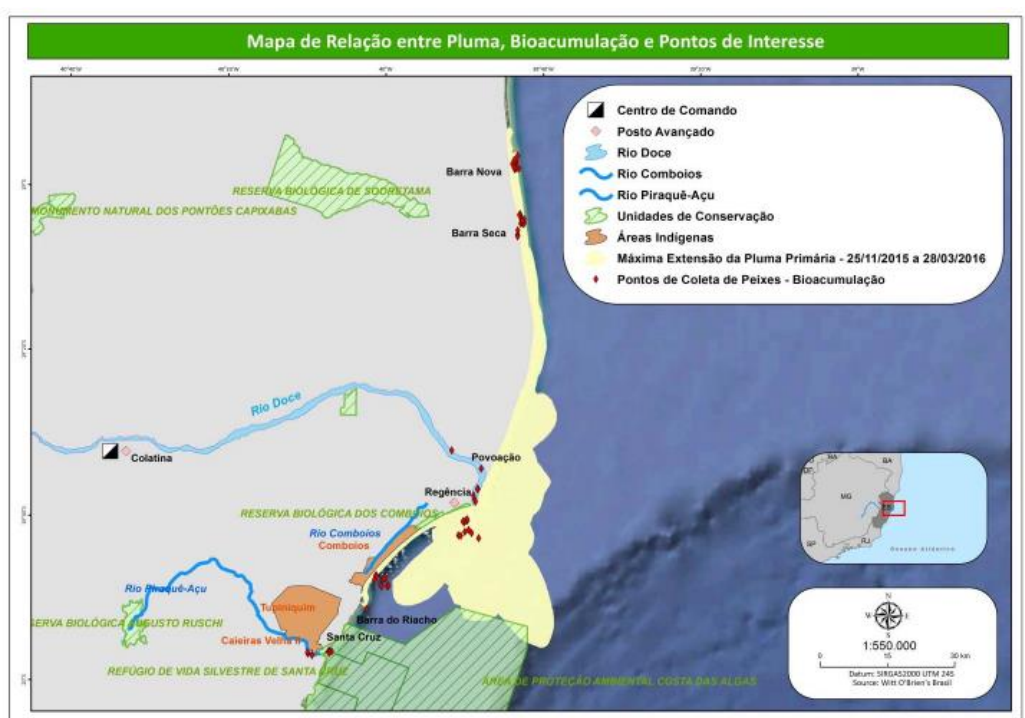 Mapa de Relação entre Pluma, Bioacumulação e Pontos de Interesse
Centro de Comando
Posto Avançado
Rio Doce
Rio Comboios
Rio Piraquê-Açu
Unidades de Conservação
Áreas Indígenas
Máxima Extensão da Pluma Primária - 25/11/2015 a 28/03/2016
Pontos de Coleta de Peixes - Bioacumulação
Barra Nova
RESERVA BIOLÓGICA DE SOORETAMA
MONUMENTO NATURAL DOS PONTÕES CAPIXABAS
Barra Seca
Rio Doce
Colatina
Povoação
Regência
RESERVA BIOLÓGICA DOS COMBOIOS
Rio Comboios
Comboios
Rio Piraquê-Açu
Tupiniquim
Barra do Riacho
AUGUSTO RUSCHI
Caieiras Velha II
Santa Cruz
REFÚGIO DE VIDA SILVESTRE DE SANTA CRUZ
ÁREA DE PROTEÇÃO AMBIENTAL COSTA DAS ALGAS
BA
MG
ES
SP
RJ
Oceano Atlântico
N
W
E
S
1:550.000
0 15 30 km
Datum: SIRGAS2000 UTM 24S
Source: Witt O'Brien's Brasil